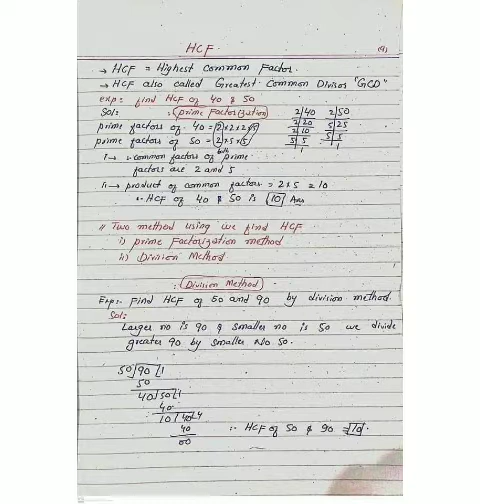 HCF (9)
→ HCF = Highest Common Factor.
→ HCF also called Greatest Common Divisor "GCD"
Exp: find HCF of 40 & 50
Sol: :(prime Factorization)
2|40 2|50
prime factors of 40 = 2×2×2×5
2|20 5|25
2|10 5|5
prime factors of 50 = 2×5×5
5|5 1
1
i → : common factors of both prime
factors are 2 and 5
ii → product of common factors = 2×5 = 10
∴ HCF of 40 & 50 is 10 Ans
// Two method using we find HCF
i) prime Factorization method
ii) Division Method
:(Division Method)
Exp:- Find HCF of 50 and 90 by division method.
Sol:
Larger no is 90 & smaller no is 50 we divide
greater 90 by smaller no 50.
50|90|1
50
40|50|1
40
10|40|4
40
00
∴ HCF of 50 & 90 = 10.